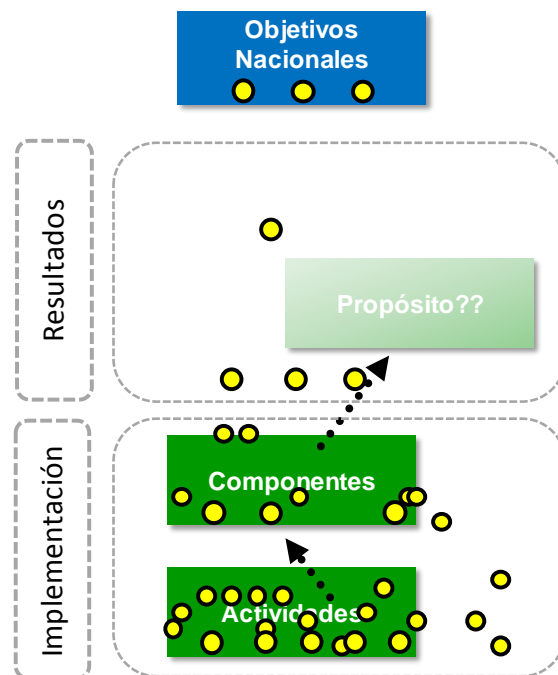 Objetivos
Nacionales
Resultados
Propósito??
Implementación
Componentes
Actividades